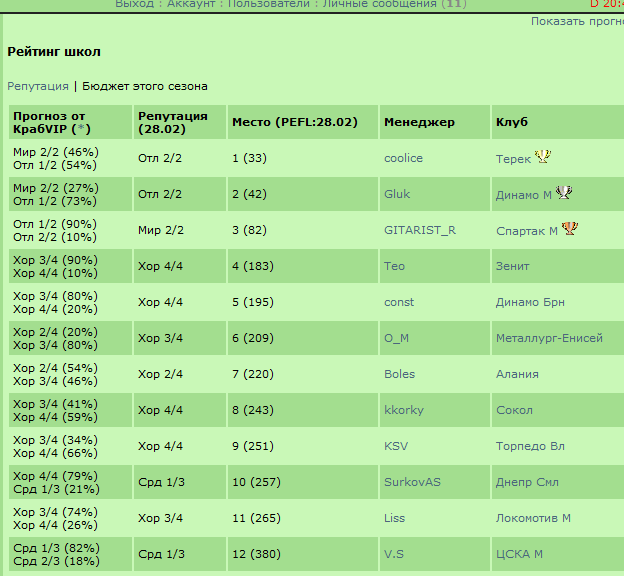 Выход : Аккаунт : Пользователи : Личные сообщения (11)
D 20:
Показать прогно
Рейтинг школ
Репутация | Бюджет этого сезона
Прогноз от КрабVIP (*) Репутация (28.02) Место (PEFL:28.02) Менеджер Клуб
Мир 2/2 (46%)
Отл 1/2 (54%) Отл 2/2 1 (33) coolice Терек
Мир 2/2 (27%)
Отл 1/2 (73%) Отл 2/2 2 (42) Gluk Динамо М
Отл 1/2 (90%)
Отл 2/2 (10%) Мир 2/2 3 (82) GITARIST_R Спартак М
Хор 3/4 (90%)
Хор 4/4 (10%) Хор 4/4 4 (183) Teo Зенит
Хор 3/4 (80%)
Хор 4/4 (20%) Хор 4/4 5 (195) const Динамо Брн
Хор 2/4 (20%)
Хор 3/4 (80%) Хор 3/4 6 (209) O_M Металлург-Енисей
Хор 2/4 (54%)
Хор 3/4 (46%) Хор 2/4 7 (220) Boles Алания
Хор 3/4 (41%)
Хор 4/4 (59%) Хор 4/4 8 (243) kkorky Сокол
Хор 3/4 (34%)
Хор 4/4 (66%) Хор 4/4 9 (251) KSV Торпедо Вл
Хор 4/4 (79%)
Срд 1/3 (21%) Срд 1/3 10 (257) SurkovAS Днепр Смл
Хор 3/4 (74%)
Хор 4/4 (26%) Хор 3/4 11 (265) Liss Локомотив М
Срд 1/3 (82%)
Срд 2/3 (18%) Срд 1/3 12 (380) V.S ЦСКА М